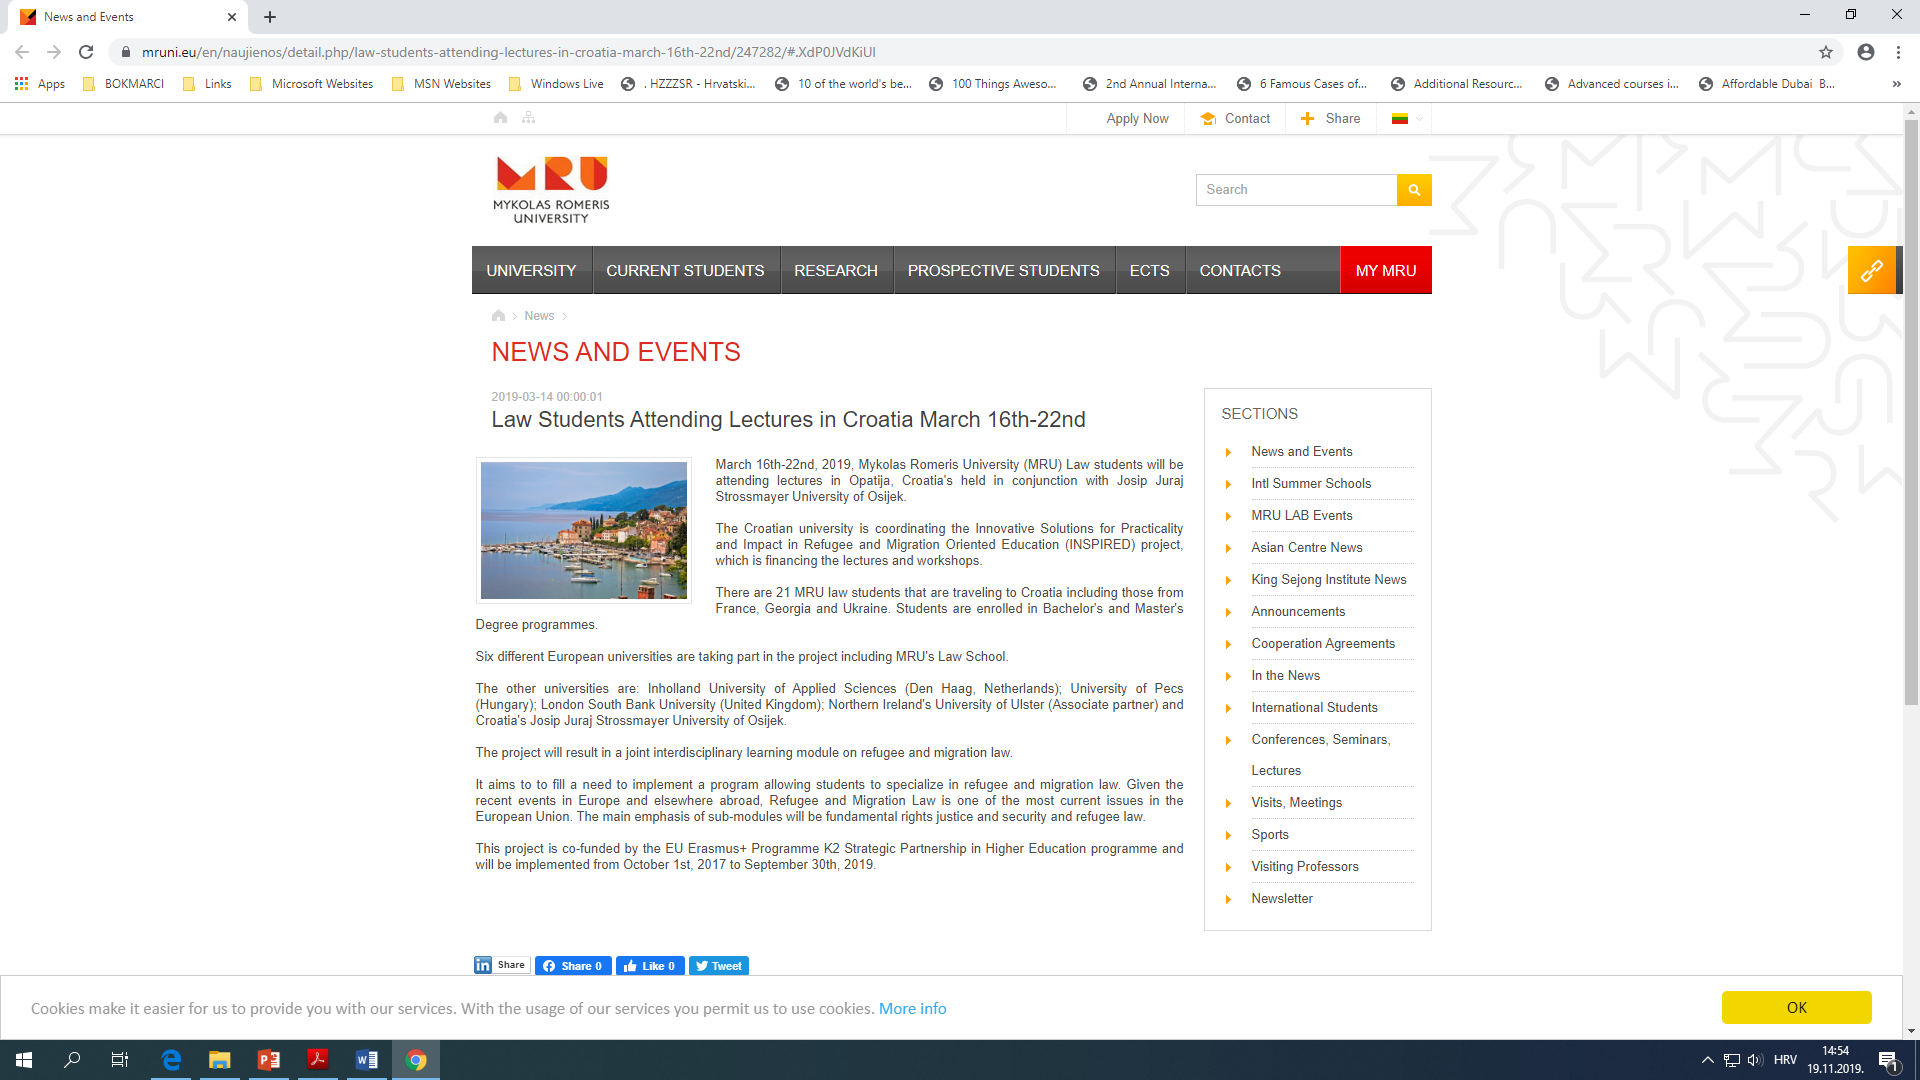 News and Events
mruni.eu/en/naujienos/detail.php/law-students-attending-lectures-in-croatia-march-16th-22nd/247282/#.XdP0JVdKiUl
Apps BOKMARCI Links Microsoft Websites MSN Websites Windows Live . HZZZSR - Hrvatski... 10 of the world's be... 100 Things Aweso... 2nd Annual Interna... 6 Famous Cases of... Additional Resourc... Advanced courses i... Affordable Dubai B... »
Apply Now Contact Share
MRU
MYKOLAS ROMERIS
UNIVERSITY
Search
UNIVERSITY CURRENT STUDENTS RESEARCH PROSPECTIVE STUDENTS ECTS CONTACTS MY MRU
News
NEWS AND EVENTS
2019-03-14 00:00:01
Law Students Attending Lectures in Croatia March 16th-22nd
March 16th-22nd, 2019, Mykolas Romeris University (MRU) Law students will be
attending lectures in Opatija, Croatia's held in conjunction with Josip Juraj
Strossmayer University of Osijek.
The Croatian university is coordinating the Innovative Solutions for Practicality
and Impact in Refugee and Migration Oriented Education (INSPIRED) project,
which is financing the lectures and workshops.
There are 21 MRU law students that are traveling to Croatia including those from
France, Georgia and Ukraine. Students are enrolled in Bachelor's and Master's
Degree programmes.
Six different European universities are taking part in the project including MRU's Law School.
The other universities are: Inholland University of Applied Sciences (Den Haag, Netherlands); University of Pecs
(Hungary); London South Bank University (United Kingdom); Northern Ireland's University of Ulster (Associate partner) and
Croatia's Josip Juraj Strossmayer University of Osijek.
The project will result in a joint interdisciplinary learning module on refugee and migration law.
It aims to to fill a need to implement a program allowing students to specialize in refugee and migration law. Given the
recent events in Europe and elsewhere abroad, Refugee and Migration Law is one of the most current issues in the
European Union. The main emphasis of sub-modules will be fundamental rights justice and security and refugee law.
This project is co-funded by the EU Erasmus+ Programme K2 Strategic Partnership in Higher Education programme and
will be implemented from October 1st, 2017 to September 30th, 2019.
SECTIONS
News and Events
Intl Summer Schools
MRU LAB Events
Asian Centre News
King Sejong Institute News
Announcements
Cooperation Agreements
In the News
International Students
Conferences, Seminars,
Lectures
Visits, Meetings
Sports
Visiting Professors
Newsletter
in Share Share 0 Like 0 Tweet
Cookies make it easier for us to provide you with our services. With the usage of our services you permit us to use cookies. More info
OK
HRV
14:54
19.11.2019.
1